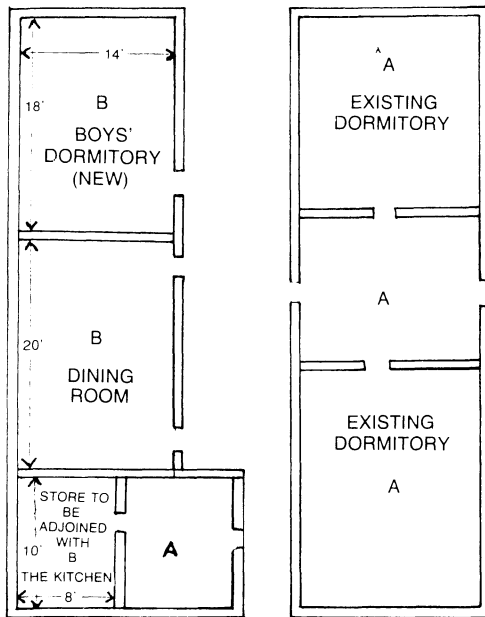 14'
18'
B
BOYS'
DORMITORY
(NEW)
20'
B
DINING
ROOM
STORE TO
BE
ADJOINED
WITH
B
THE KITCHEN
10'
8'
A
A
EXISTING
DORMITORY
A
EXISTING
DORMITORY
A